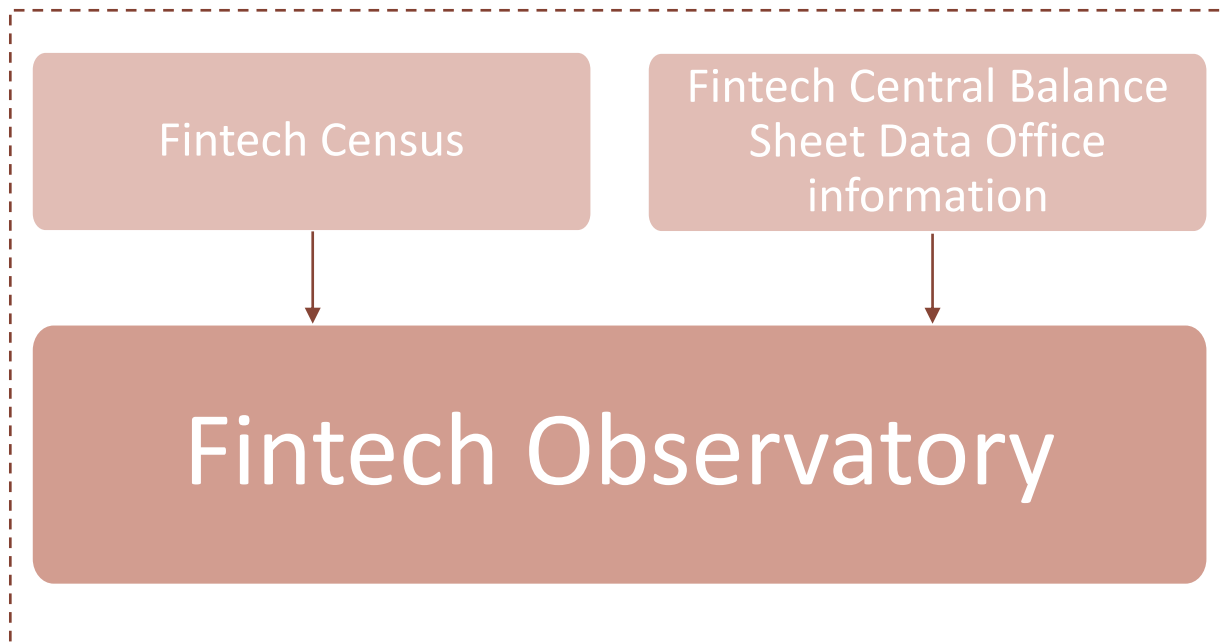 Fintech Census
Fintech Central Balance
Sheet Data Office
information
Fintech Observatory